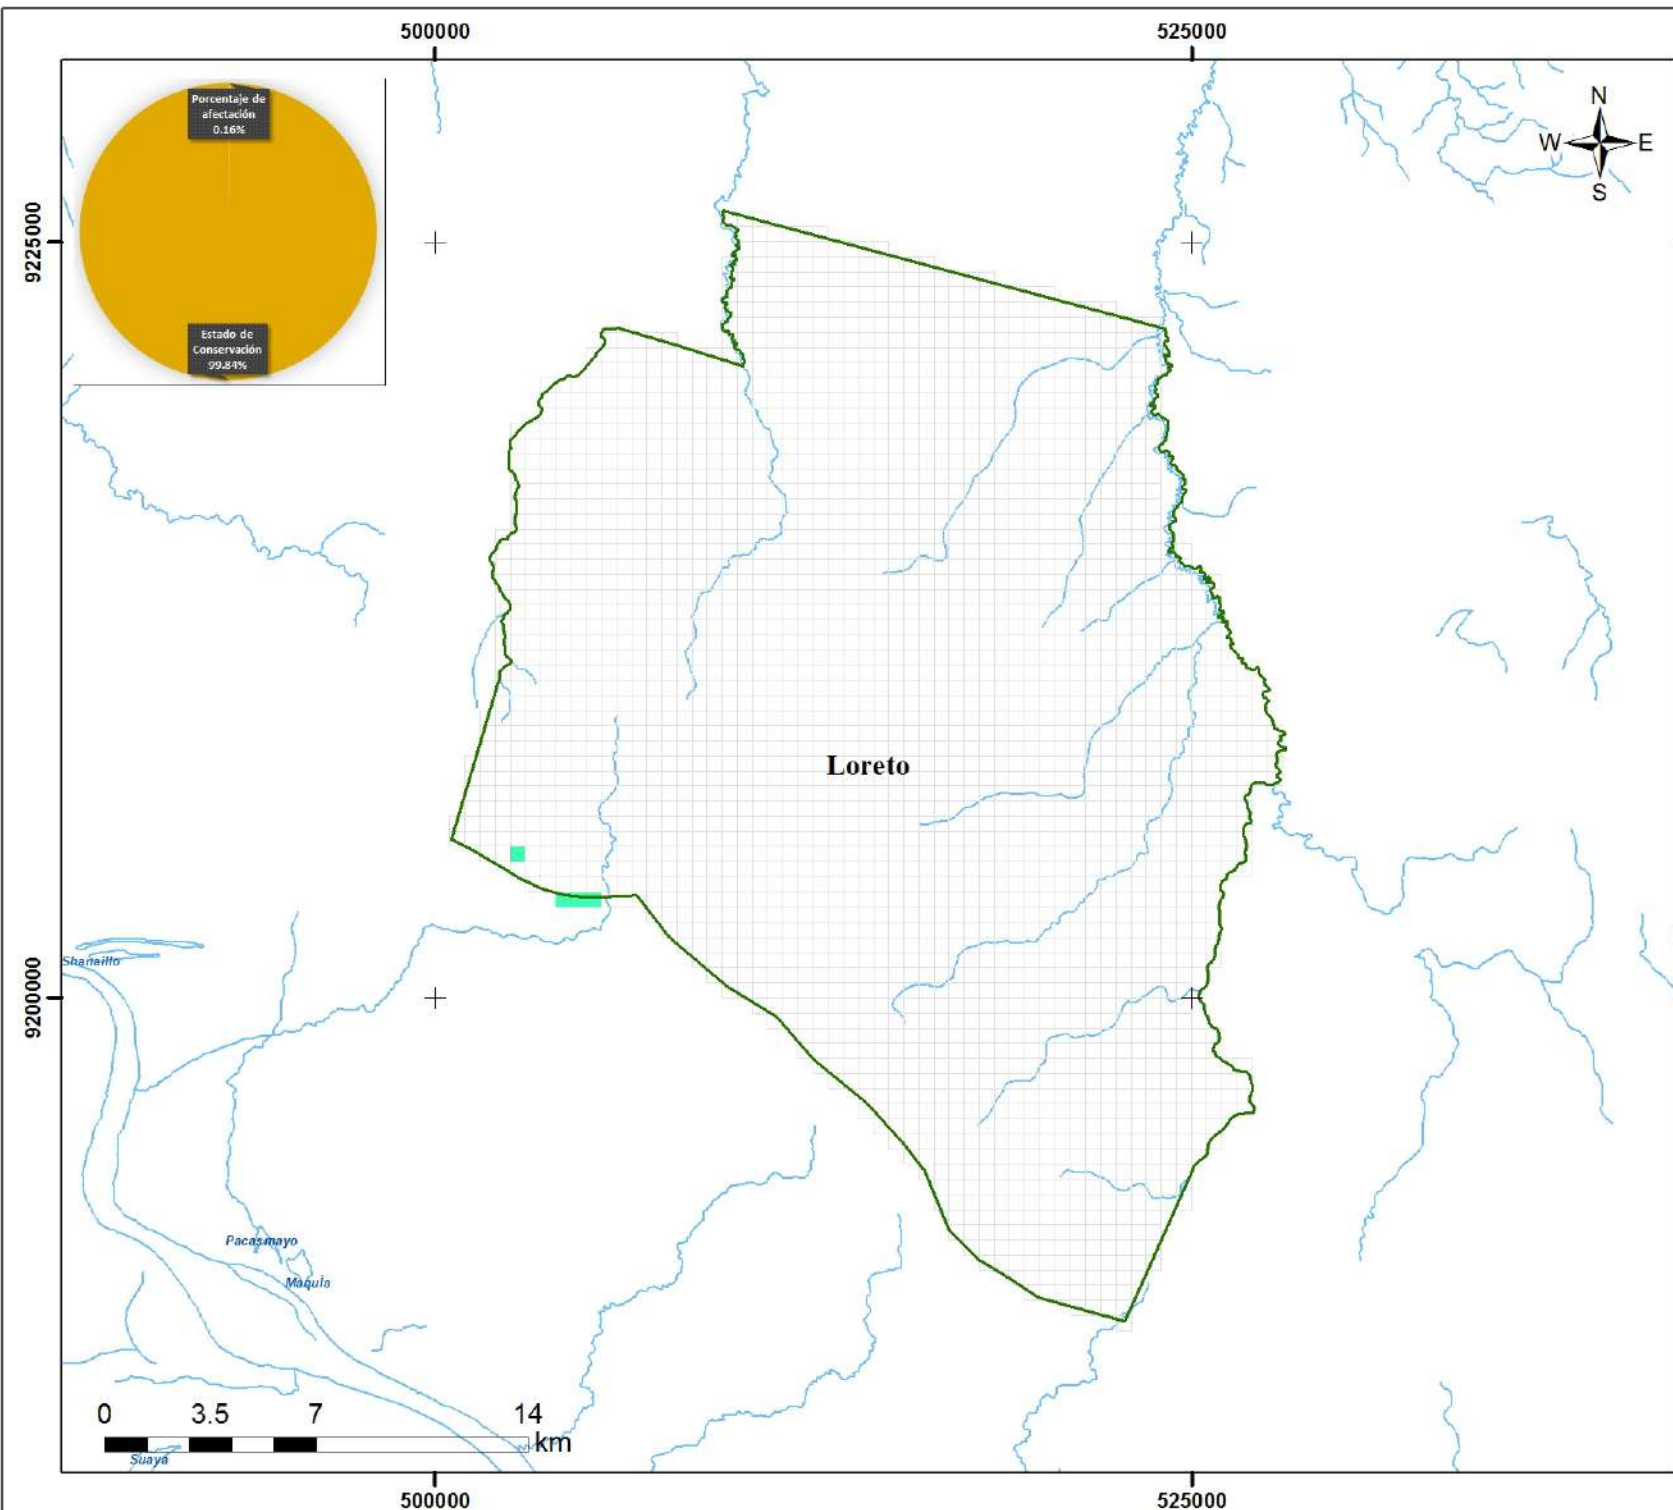 500000
525000
Porcentaje de
afectación
0.16%
N
W
E
S
9225000
Estado de
Conservación
99.84%
Loreto
9200000
Shanaillo
Pacasmayo
Maquia
0
3.5
7
14
km
Suaya
500000
525000